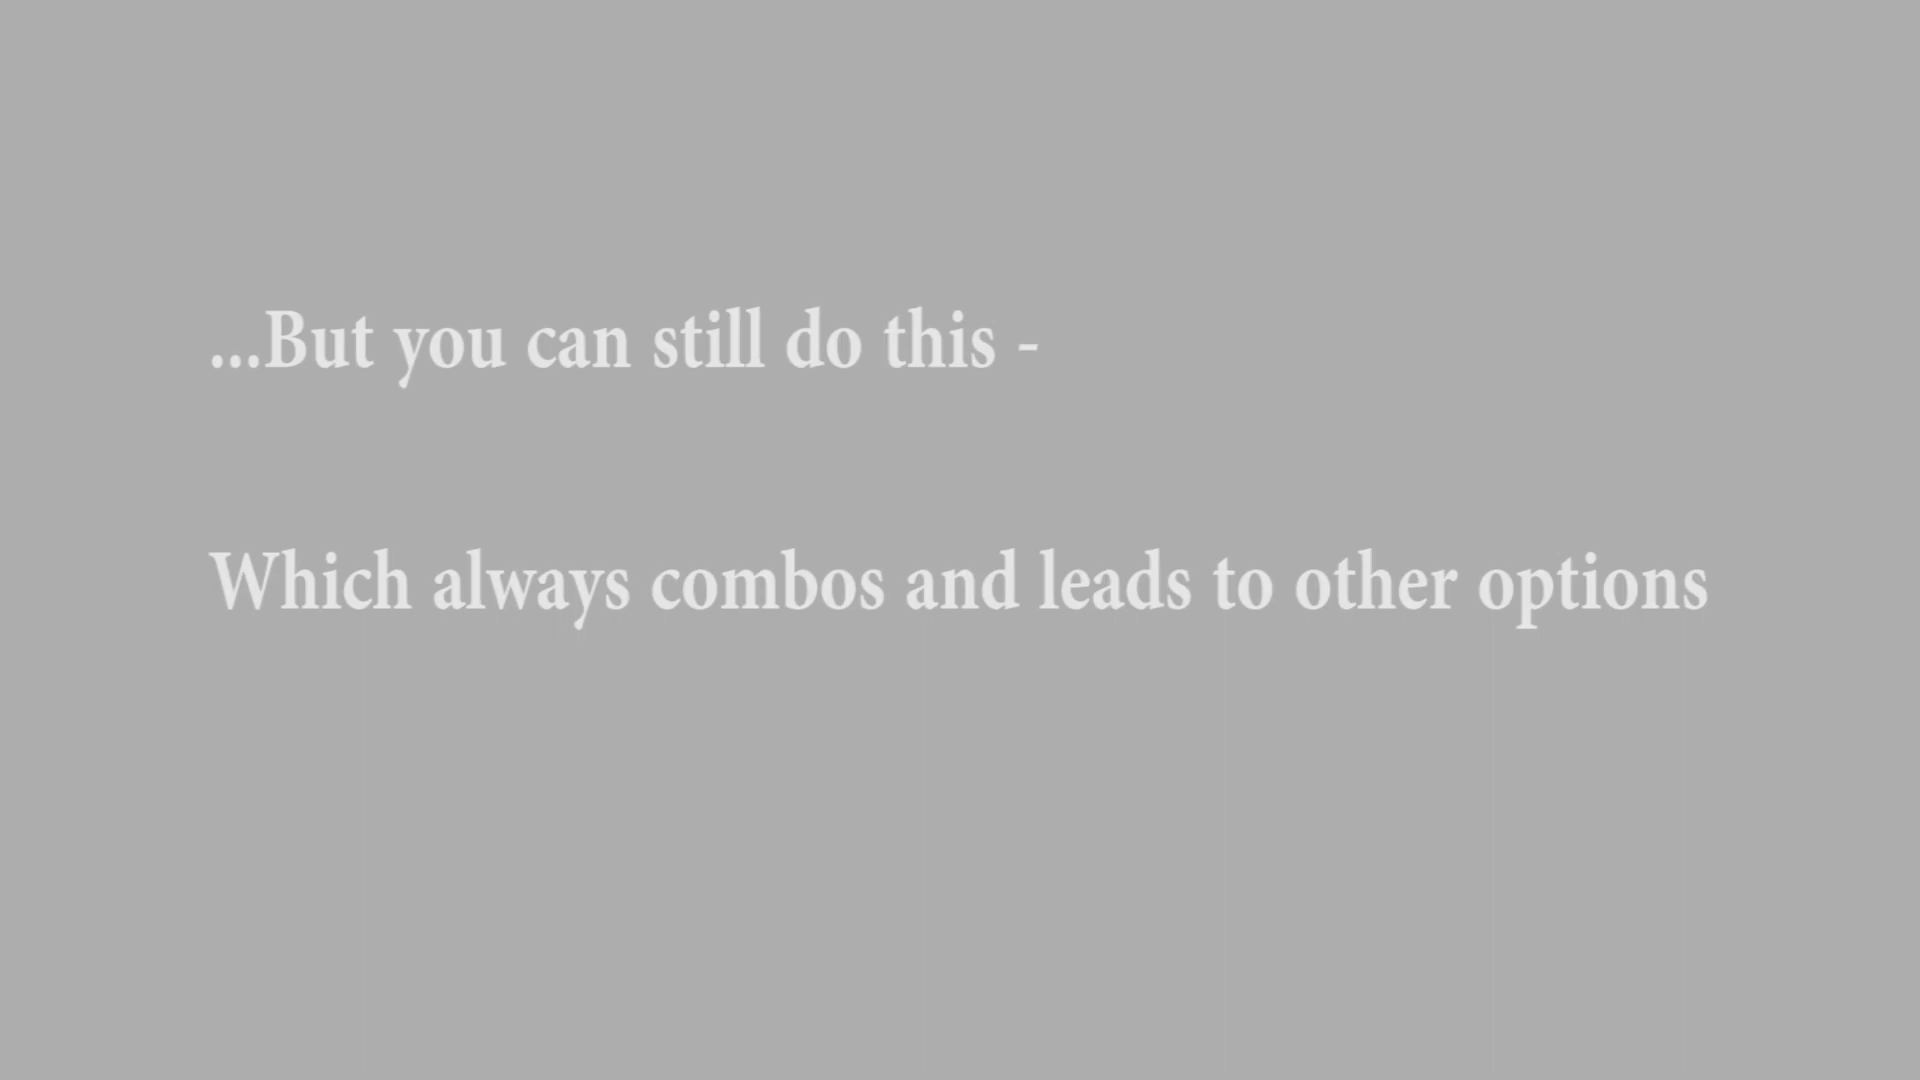 ...But you can still do this -
Which always combos and leads to other options